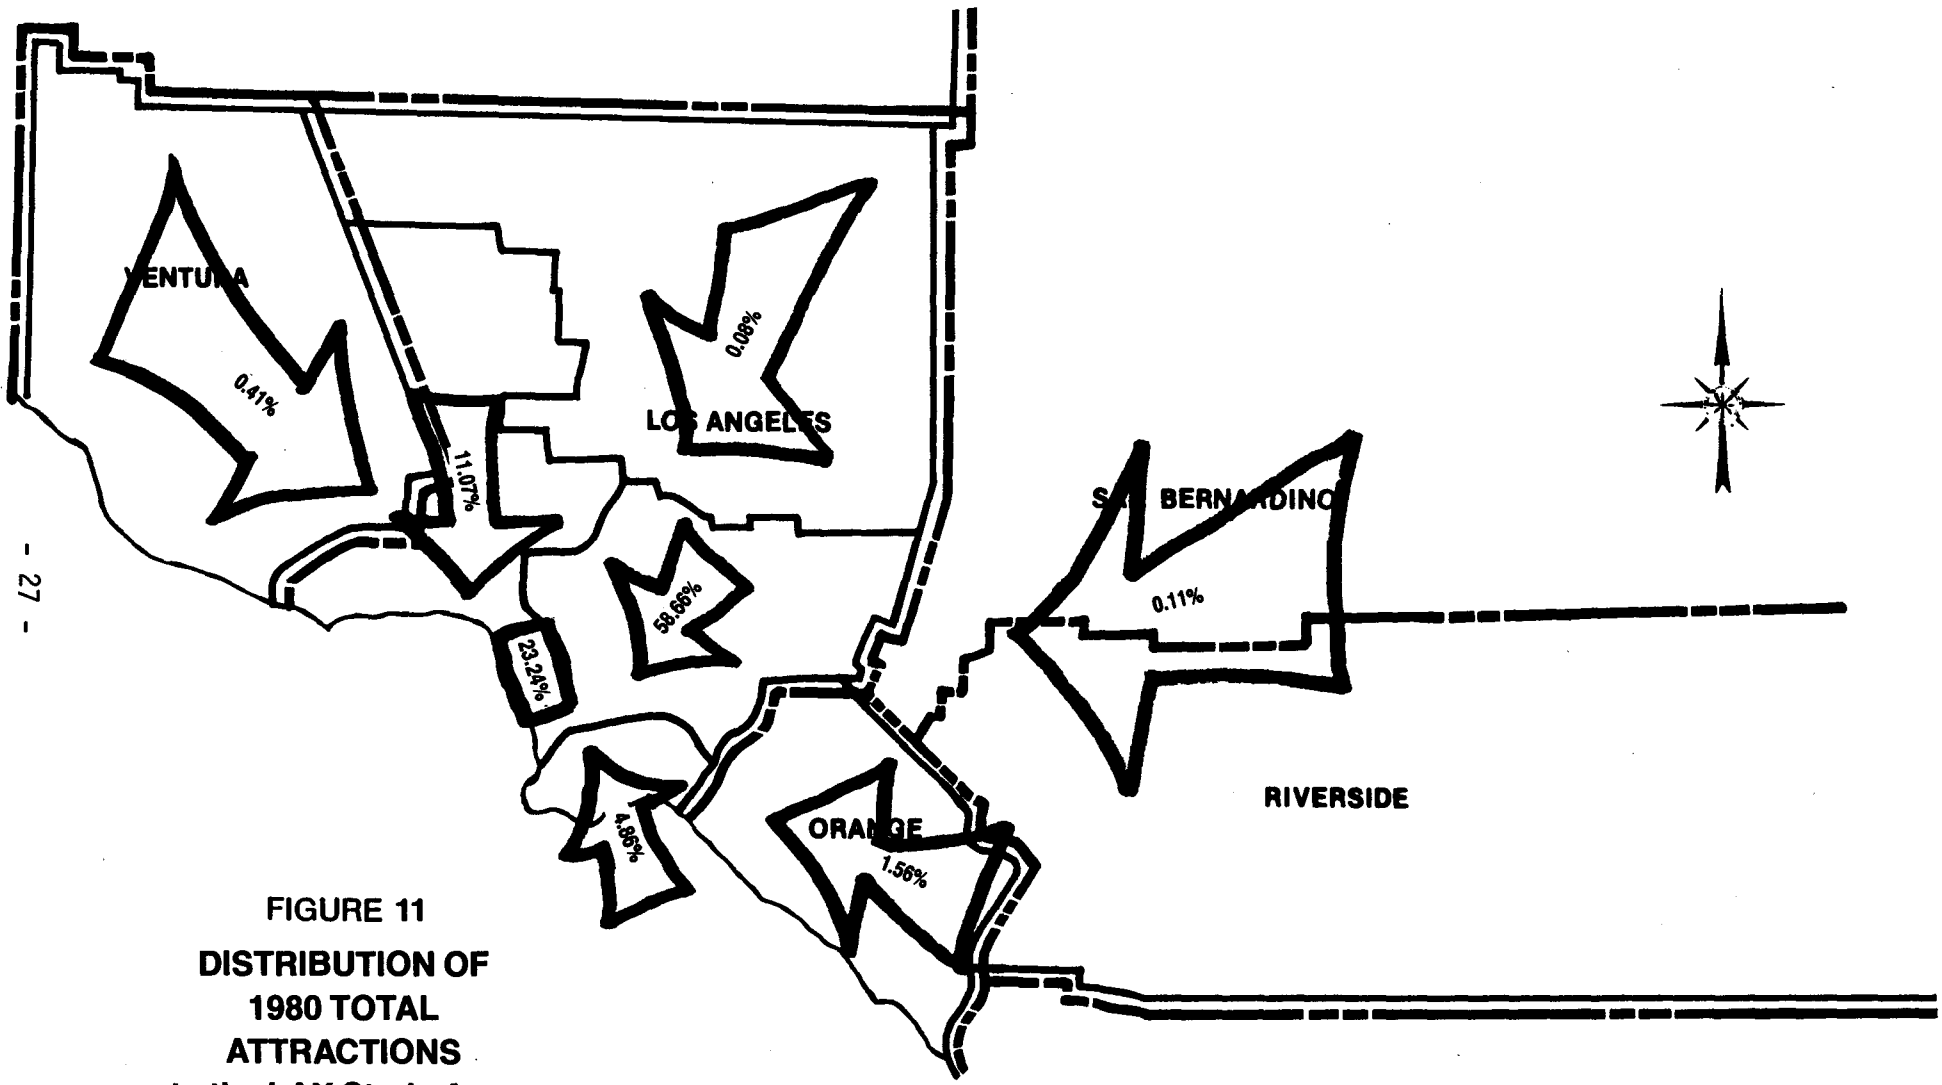 VENTURA
0.41%
11.07%
0.08%
LOS ANGELES
58.66%
23.24%
4.86%
ORANGE
1.56%
SAN BERNARDINO
0.11%
RIVERSIDE
- 27 -
FIGURE 11
DISTRIBUTION OF
1980 TOTAL
ATTRACTIONS